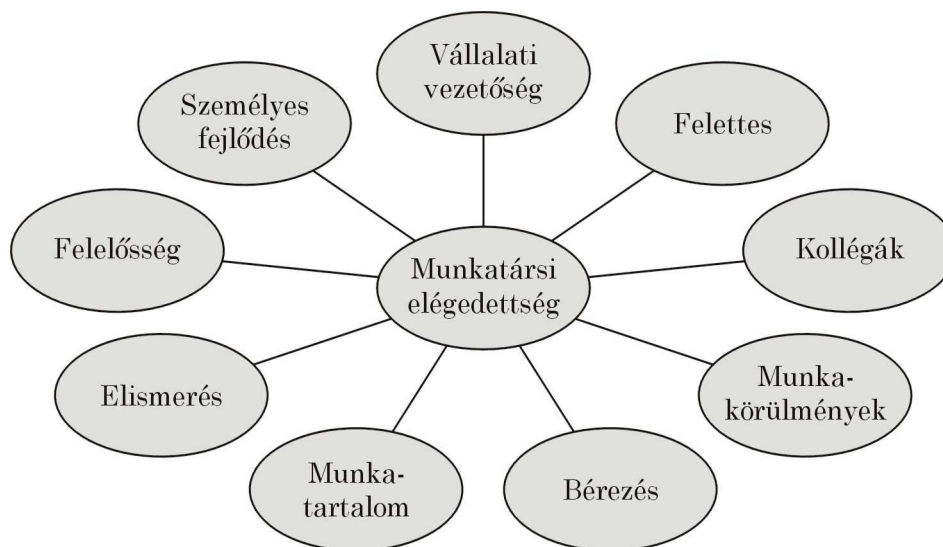 Vállalati
vezetőség
Személyes
fejlődés
Felettes
Felelősség
Kollégák
Munkatársi
elégedettség
Elismerés
Munka-
körülmények
Munka-
tartalom
Bérezés